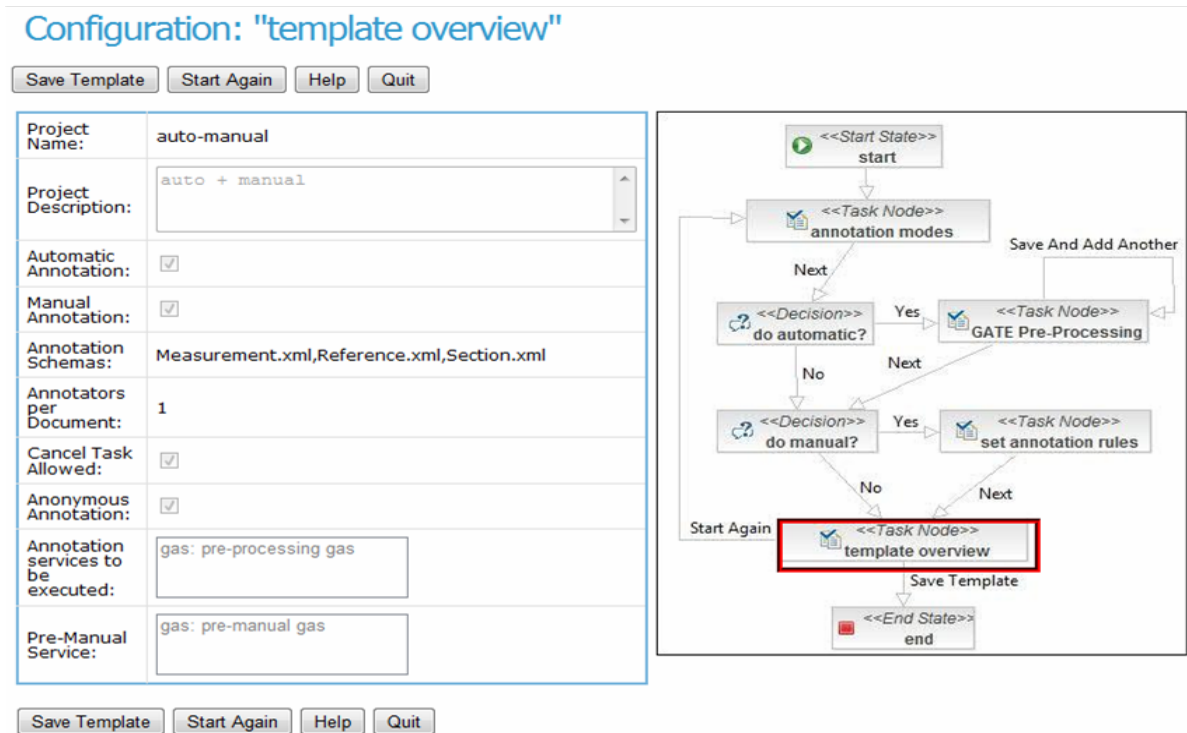 Configuration: "template overview"
Save Template
Start Again
Help
Quit
Project
Name:
auto-manual
Project
Description:
auto + manual
Automatic
Annotation:
Manual
Annotation:
Annotation
Schemas:
Measurement.xml,Reference.xml,Section.xml
Annotators
per
Document:
1
Cancel Task
Allowed:
Anonymous
Annotation:
Annotation
services to
be
executed:
gas: pre-processing gas
Pre-Manual
Service:
gas: pre-manual gas
Save Template
Start Again
Help
Quit
<<Start State>>
start
<<Task Node>>
annotation modes
Save And Add Another
Next
<<Decision>>
do automatic?
Yes
<<Task Node>>
GATE Pre-Processing
No
Next
<<Decision>>
do manual?
Yes
<<Task Node>>
set annotation rules
No
Next
Start Again
<<Task Node>>
template overview
Save Template
<<End State>>
end